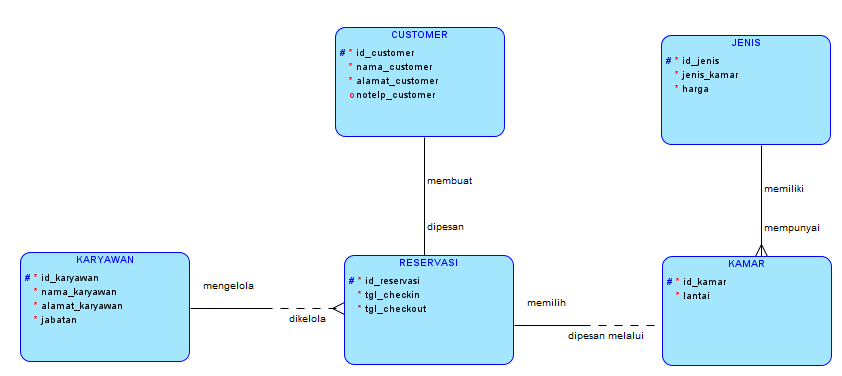 CUSTOMER
# * id_customer
* nama_customer
* alamat_customer
o notelp_customer
JENIS
# * id_jenis
* jenis_kamar
* harga
membuat
dipesan
memiliki
mempunyai
KARYAWAN
# * id_karyawan
* nama_karyawan
* alamat_karyawan
* jabatan
mengelola
dikelola
RESERVASI
# * id_reservasi
* tgl_checkin
* tgl_checkout
memilih
dipesan melalui
KAMAR
# * id_kamar
* lantai